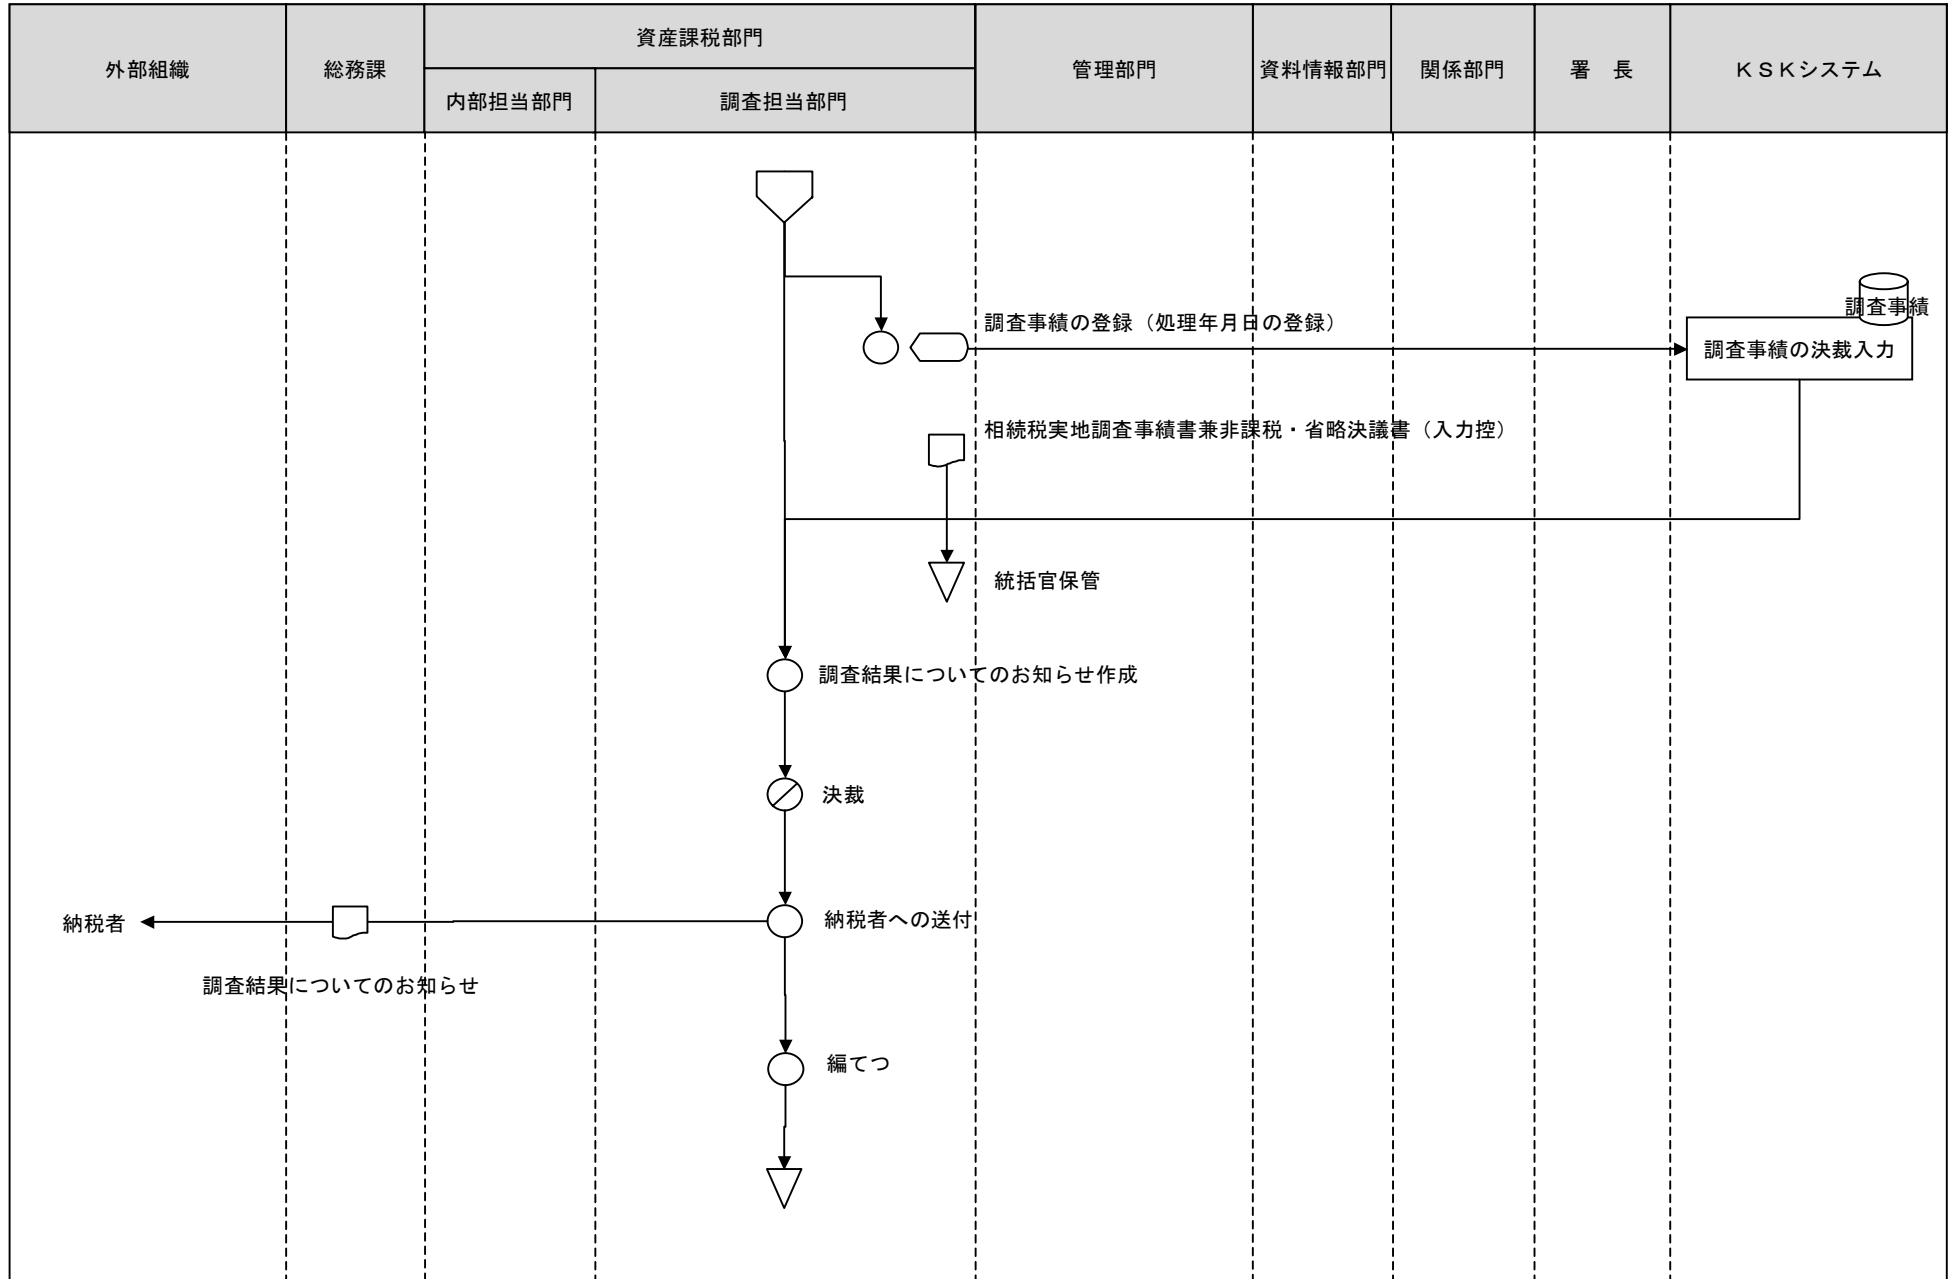 外部組織
総務課
資産課税部門
内部担当部門
調査担当部門
管理部門
資料情報部門
関係部門
署　長
ＫＳＫシステム
調査事績の登録（処理年月日の登録）
調査事績
調査事績の決裁入力
相続税実地調査事績書兼非課税・省略決議書（入力控）
統括官保管
調査結果についてのお知らせ作成
決裁
納税者
納税者への送付
調査結果についてのお知らせ
編てつ